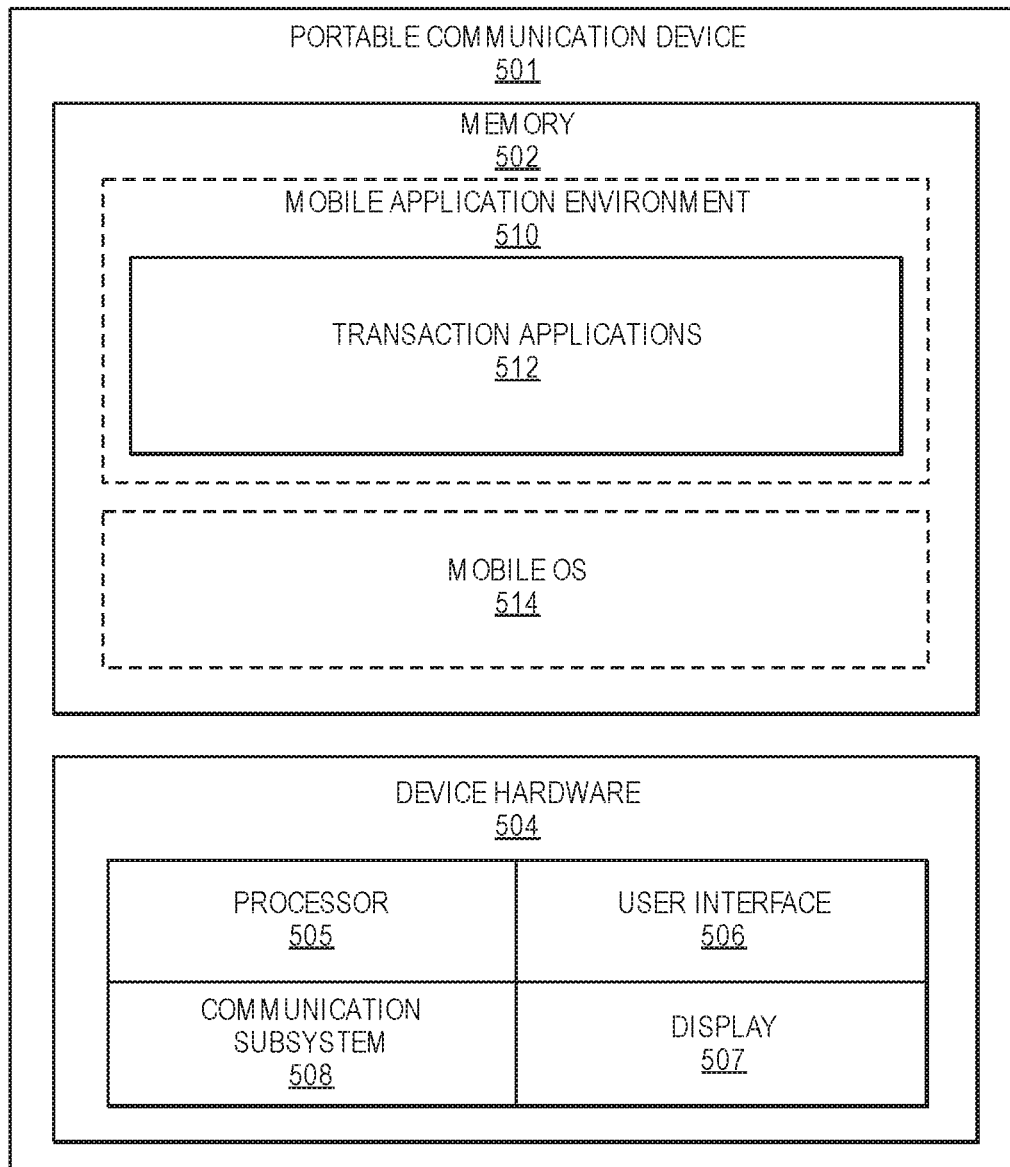 PORTABLE COMMUNICATION DEVICE
501
MEMORY
502
MOBILE APPLICATION ENVIRONMENT
510
TRANSACTION APPLICATIONS
512
MOBILE OS
514
DEVICE HARDWARE
504
PROCESSOR
505
USER INTERFACE
506
COMMUNICATION
SUBSYSTEM
508
DISPLAY
507